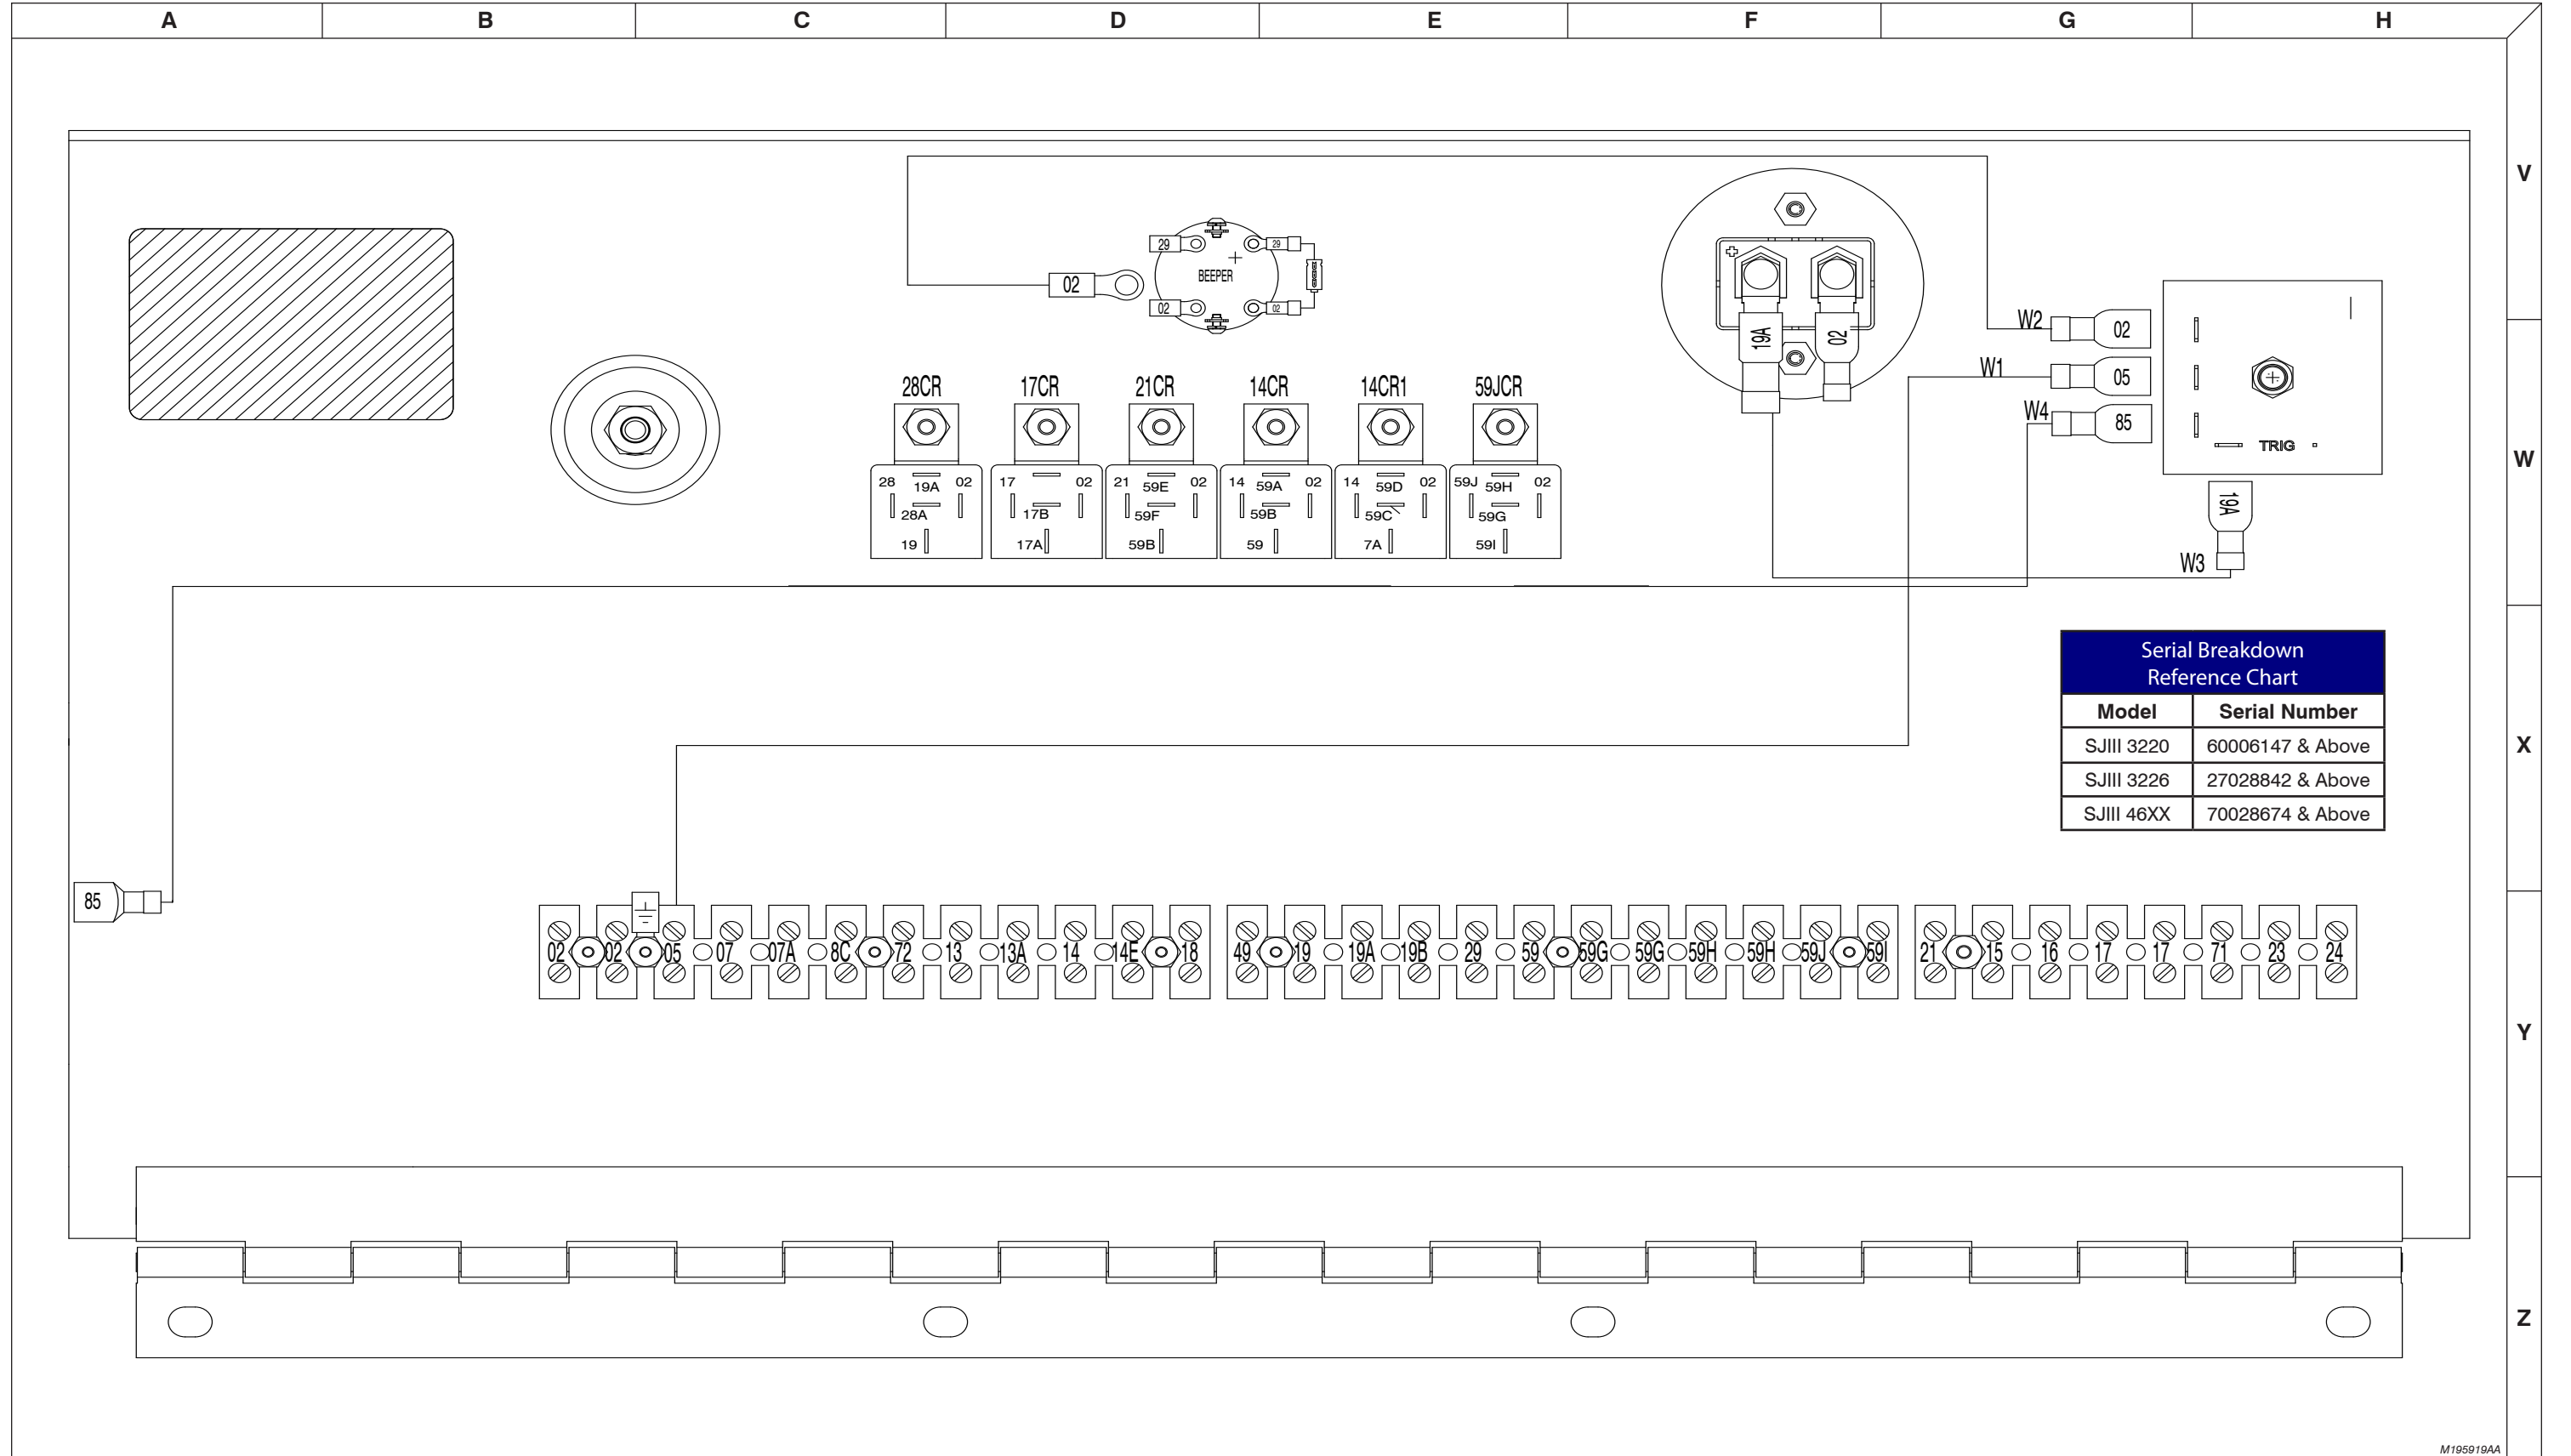 A B C D E F G H
V
29 29
BEEPER
02
02 02
19A 02
W2 02
W1 05
W4 85
TRIG
W
28CR 17CR 21CR 14CR 14CR1 59JCR
28 19A 02 17 02 21 59E 02 14 59A 02 14 59D 02 59J 59H 02
28A 17B 59F 59B 59C 59G
19 17A 59B 59 7A 59I
19A
W3
Serial Breakdown
Reference Chart
Model Serial Number
SJIII 3220 60006147 & Above
SJIII 3226 27028842 & Above
SJIII 46XX 70028674 & Above
X
85
02 02 05 07 07A 8C 72 13 13A 14 14E 18 49 19 19A 19B 29 59 59G 59G 59H 59H 59J 59I 21 15 16 17 17 71 23 24
Y
Z
M195919AA